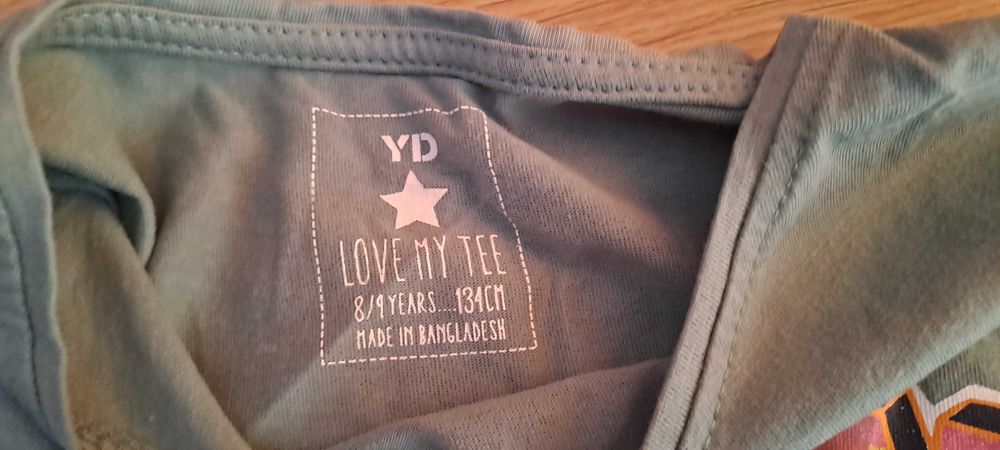 YD
LOVE MY TEE
8/9 YEARS....134CM
MADE IN BANGLADESH